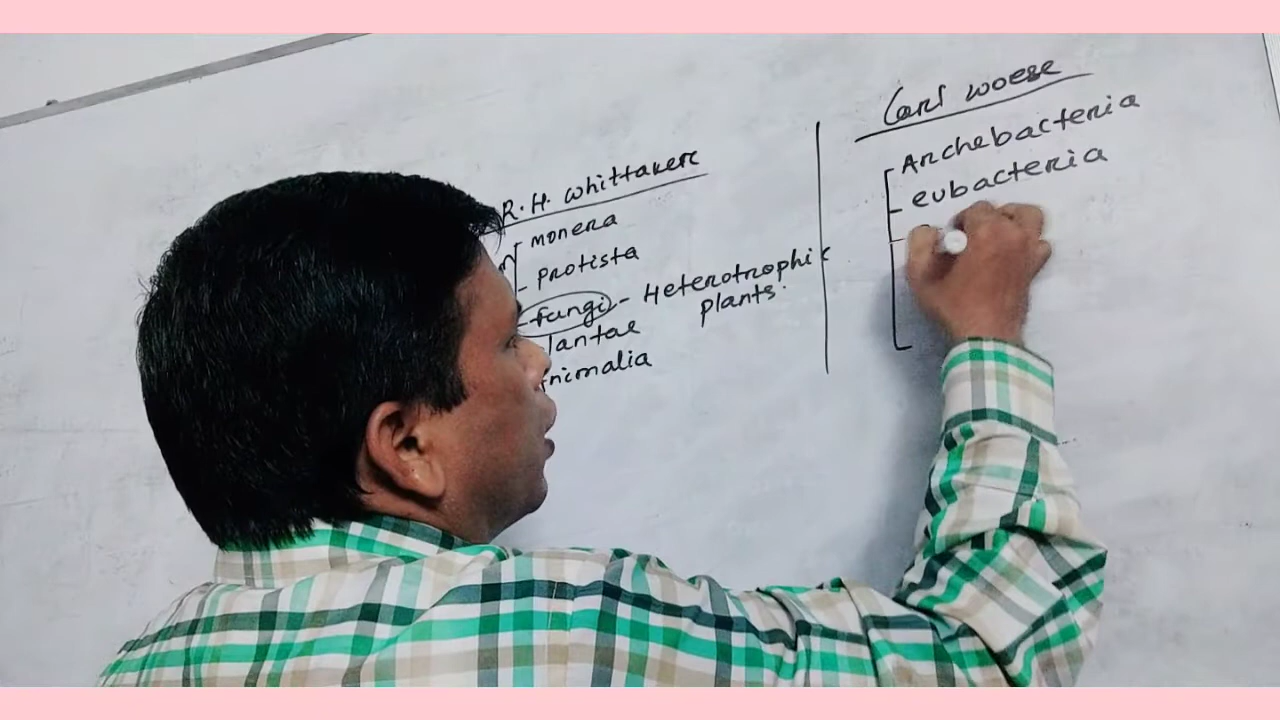 R.H. Whittaker
monera
protista
fungi - Heterotrophic
plants.
lantae
nimalia
Carl woese
Archebacteria
eubacteria